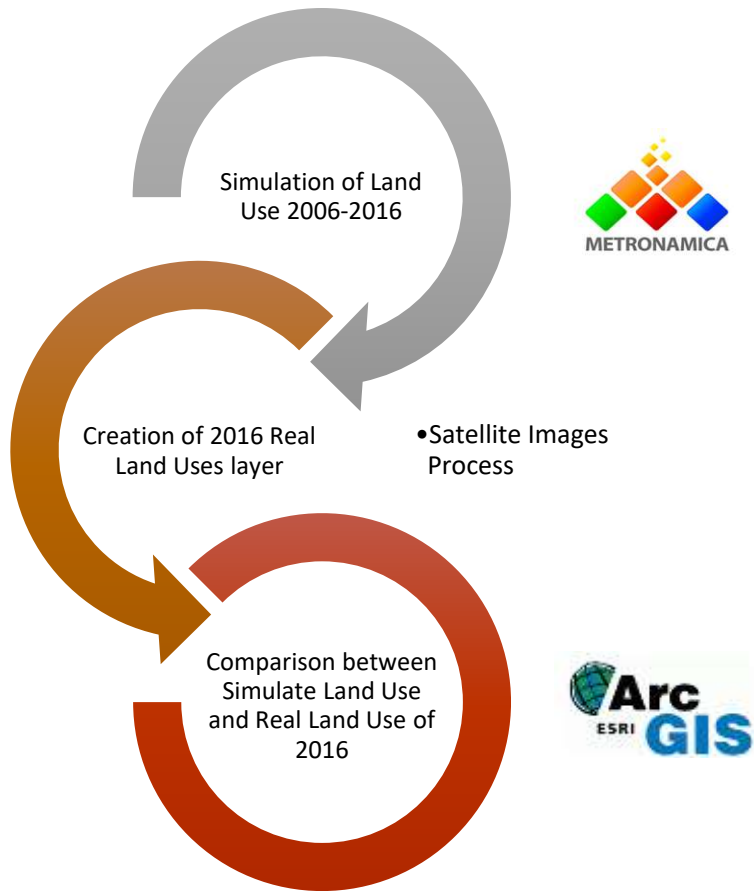 Simulation of Land
Use 2006-2016
METRONAMICA
Creation of 2016 Real
Land Uses layer
•Satellite Images
Process
Comparison between
Simulate Land Use
and Real Land Use of
2016
Arc
ESRI GIS